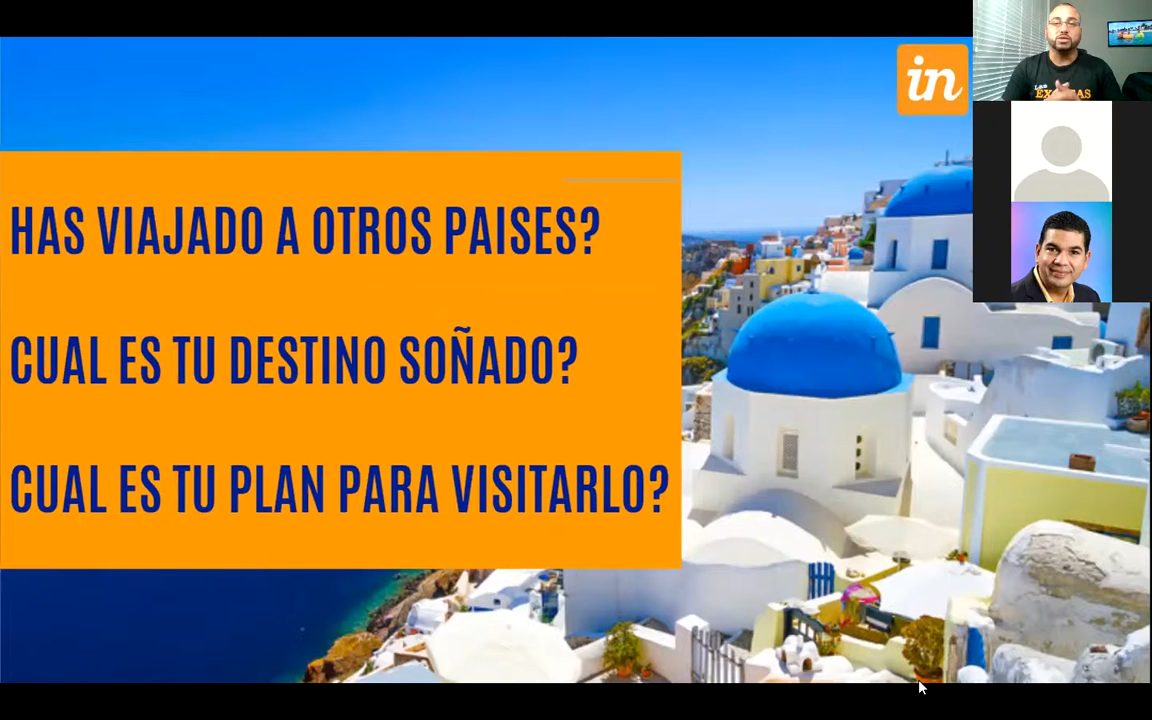 in
HAS VIAJADO A OTROS PAISES?
CUAL ES TU DESTINO SOÑADO?
CUAL ES TU PLAN PARA VISITARLO?